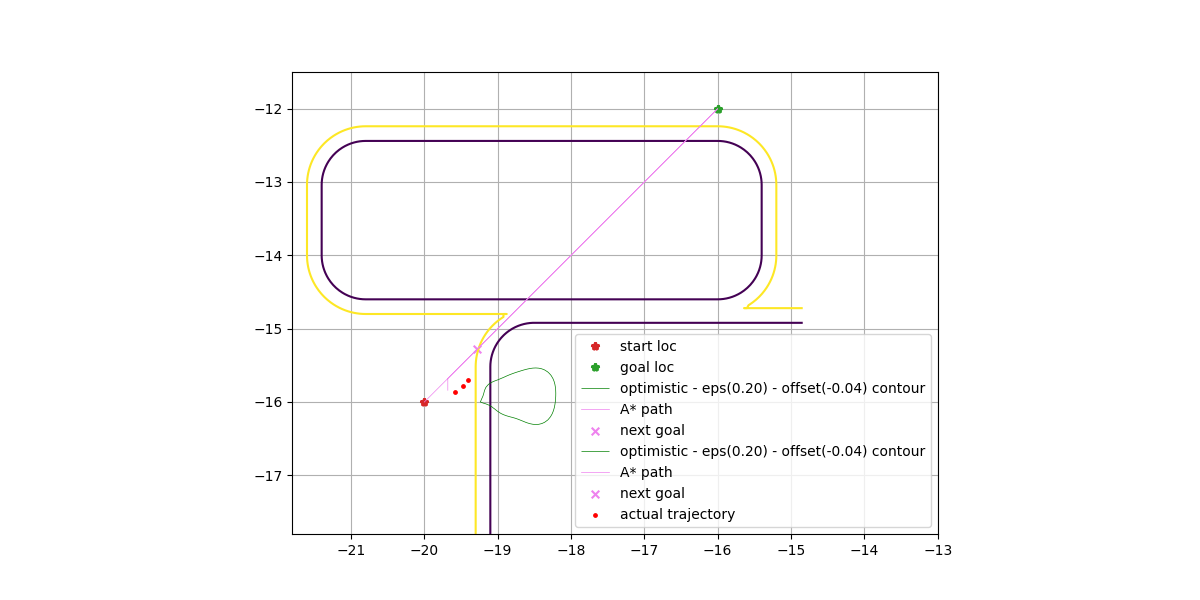 −12
−13
−14
−15
−16
−17
−21
−20
−19
−18
−17
−16
−15
−14
−13
start loc
goal loc
optimistic - eps(0.20) - offset(-0.04) contour
A* path
next goal
optimistic - eps(0.20) - offset(-0.04) contour
A* path
next goal
actual trajectory